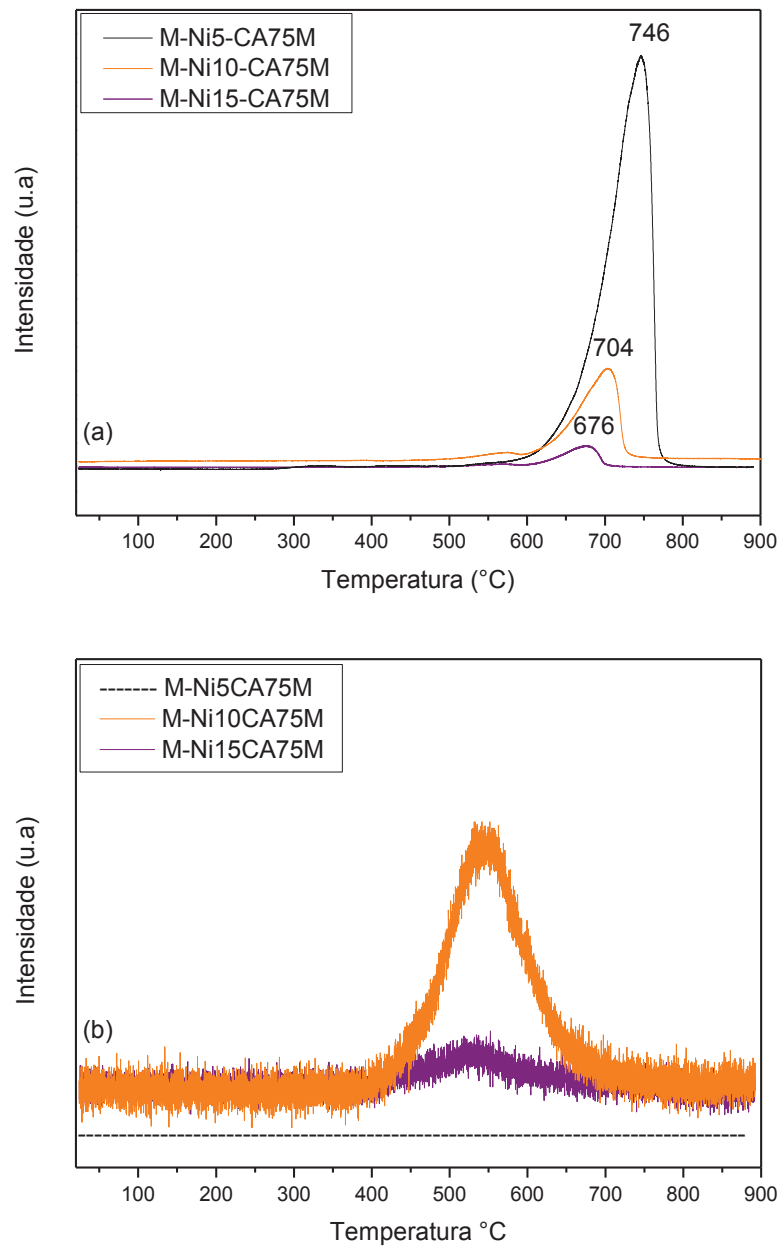 M-Ni5-CA75M
M-Ni10-CA75M
M-Ni15-CA75M
746
704
676
Intensidade (u.a)
(a)
100 200 300 400 500 600 700 800 900
Temperatura (°C)
M-Ni5CA75M
M-Ni10CA75M
M-Ni15CA75M
Intensidade (u.a)
(b)
100 200 300 400 500 600 700 800 900
Temperatura °C